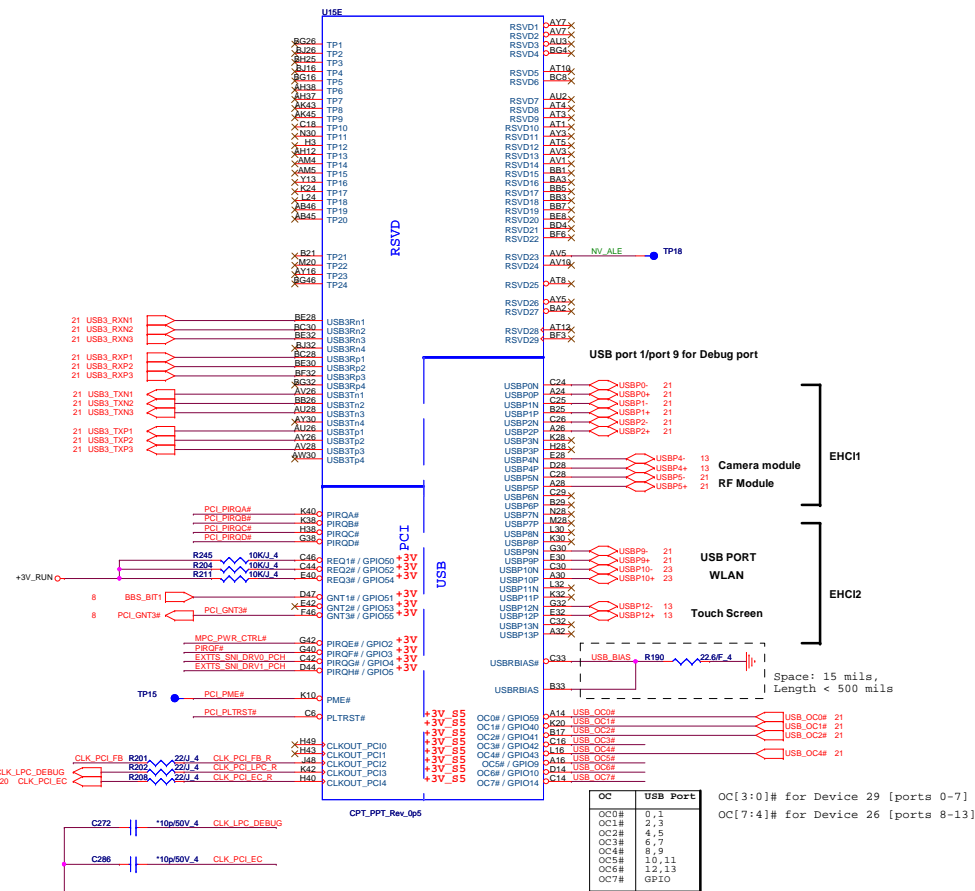 U15E
BG26 TP1
BJ26 TP2
BH25 TP3
BJ16 TP4
BG16 TP5
AH38 TP6
AH37 TP7
AK43 TP8
AK45 TP9
C18 TP10
N30 TP11
H3 TP12
AH12 TP13
AM4 TP14
AM5 TP15
Y13 TP16
K24 TP17
L24 TP18
AB46 TP19
AB45 TP20
B21 TP21
M20 TP22
AY16 TP23
BG46 TP24
RSVD
RSVD1 AY7
RSVD2 AV7
RSVD3 AU3
RSVD4 BG4
RSVD5 AT10
RSVD6 BC8
RSVD7 AU2
RSVD8 AT4
RSVD9 AT3
RSVD10 AT1
RSVD11 AY3
RSVD12 AT5
RSVD13 AV3
RSVD14 AV1
RSVD15 BB1
RSVD16 BA3
RSVD17 BB5
RSVD18 BB3
RSVD19 BB7
RSVD20 BE8
RSVD21 BD4
RSVD22 BF6
RSVD23 AV5 NV_ALE TP18
RSVD24 AV10
RSVD25 AT8
RSVD26 AY5
RSVD27 BA2
RSVD28 AT12
RSVD29 BF3
21 USB3_RXN1 BE28 USB3Rn1
21 USB3_RXN2 BC30 USB3Rn2
21 USB3_RXN3 BE32 USB3Rn3
BJ32 USB3Rn4
21 USB3_RXP1 BC28 USB3Rp1
21 USB3_RXP2 BE30 USB3Rp2
21 USB3_RXP3 BF32 USB3Rp3
BG32 USB3Rp4
21 USB3_TXN1 AV26 USB3Tn1
21 USB3_TXN2 BB26 USB3Tn2
21 USB3_TXN3 AU28 USB3Tn3
AY30 USB3Tn4
21 USB3_TXP1 AU26 USB3Tp1
21 USB3_TXP2 AY26 USB3Tp2
21 USB3_TXP3 AV28 USB3Tp3
AW30 USB3Tp4
USB port 1/port 9 for Debug port
USBP0N C24 USBP0- 21
USBP0P A24 USBP0+ 21
USBP1N C25 USBP1- 21
USBP1P B25 USBP1+ 21
USBP2N C26 USBP2- 21
USBP2P A26 USBP2+ 21
USBP3N K28
USBP3P H28
USBP4N E28 USBP4- 13
USBP4P D28 USBP4+ 13 Camera module
USBP5N C28 USBP5- 21
USBP5P A28 USBP5+ 21 RF Module
USBP6N C29
USBP6P B29
USBP7N N28
USBP7P M28
USBP8N L30
USBP8P K30
USBP9N G30 USBP9- 21
USBP9P E30 USBP9+ 21 USB PORT
USBP10N C30 USBP10- 23
USBP10P A30 USBP10+ 23 WLAN
USBP11N L32
USBP11P K32
USBP12N G32 USBP12- 13
USBP12P E32 USBP12+ 13 Touch Screen
USBP13N C32
USBP13P A32
EHCI1
EHCI2
PCI
USB
PCI_PIRQA# K40 PIRQA#
PCI_PIRQB# K38 PIRQB#
PCI_PIRQC# H38 PIRQC#
PCI_PIRQD# G38 PIRQD#
+3V_RUN
R245 10K/J_4 C46 REQ1# / GPIO50 +3V
R204 10K/J_4 C44 REQ2# / GPIO52 +3V
R211 10K/J_4 E40 REQ3# / GPIO54 +3V
8 BBS_BIT1 D47 GNT1# / GPIO51 +3V
E42 GNT2# / GPIO53 +3V
8 PCI_GNT3# PCI_GNT3# F46 GNT3# / GPIO55 +3V
MPC_PWR_CTRL# G42 PIRQE# / GPIO2 +3V
PIRQF# G40 PIRQF# / GPIO3 +3V
EXTTS_SNI_DRV0_PCH C42 PIRQG# / GPIO4 +3V
EXTTS_SNI_DRV1_PCH D44 PIRQH# / GPIO5 +3V
TP15 PCI_PME# K10 PME#
PCI_PLTRST# C6 PLTRST#
H49 CLKOUT_PCI0
H43 CLKOUT_PCI1
CLK_PCI_FB R201 22/J_4 CLK_PCI_FB_R J48 CLKOUT_PCI2
CLK_LPC_DEBUG R202 22/J_4 CLK_PCI_LPC_R K42 CLKOUT_PCI3
20 CLK_PCI_EC R208 22/J_4 CLK_PCI_EC_R H40 CLKOUT_PCI4
USBRBIAS# C33 USB_BIAS R190 22.6/F_4
USBRBIAS B33
Space: 15 mils,
Length < 500 mils
+3V_S5 OC0# / GPIO59 A14 USB_OC0# USB_OC0# 21
+3V_S5 OC1# / GPIO40 K20 USB_OC1# USB_OC1# 21
+3V_S5 OC2# / GPIO41 B17 USB_OC2# USB_OC2# 21
+3V_S5 OC3# / GPIO42 C16 USB_OC3#
+3V_S5 OC4# / GPIO43 L16 USB_OC4# USB_OC4# 21
+3V_S5 OC5# / GPIO9 A16 USB_OC5#
+3V_S5 OC6# / GPIO10 D14 USB_OC6#
+3V_S5 OC7# / GPIO14 C14 USB_OC7#
CPT_PPT_Rev_0p5
C272 *10p/50V_4 CLK_LPC_DEBUG
C286 *10p/50V_4 CLK_PCI_EC
OC USB Port
OC0# 0,1
OC1# 2,3
OC2# 4,5
OC3# 6,7
OC4# 8,9
OC5# 10,11
OC6# 12,13
OC7# GPIO
OC[3:0]# for Device 29 [ports 0-7]
OC[7:4]# for Device 26 [ports 8-13]